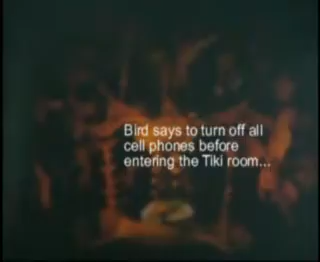 Bird says to turn off all
cell phones before
entering the Tiki room...